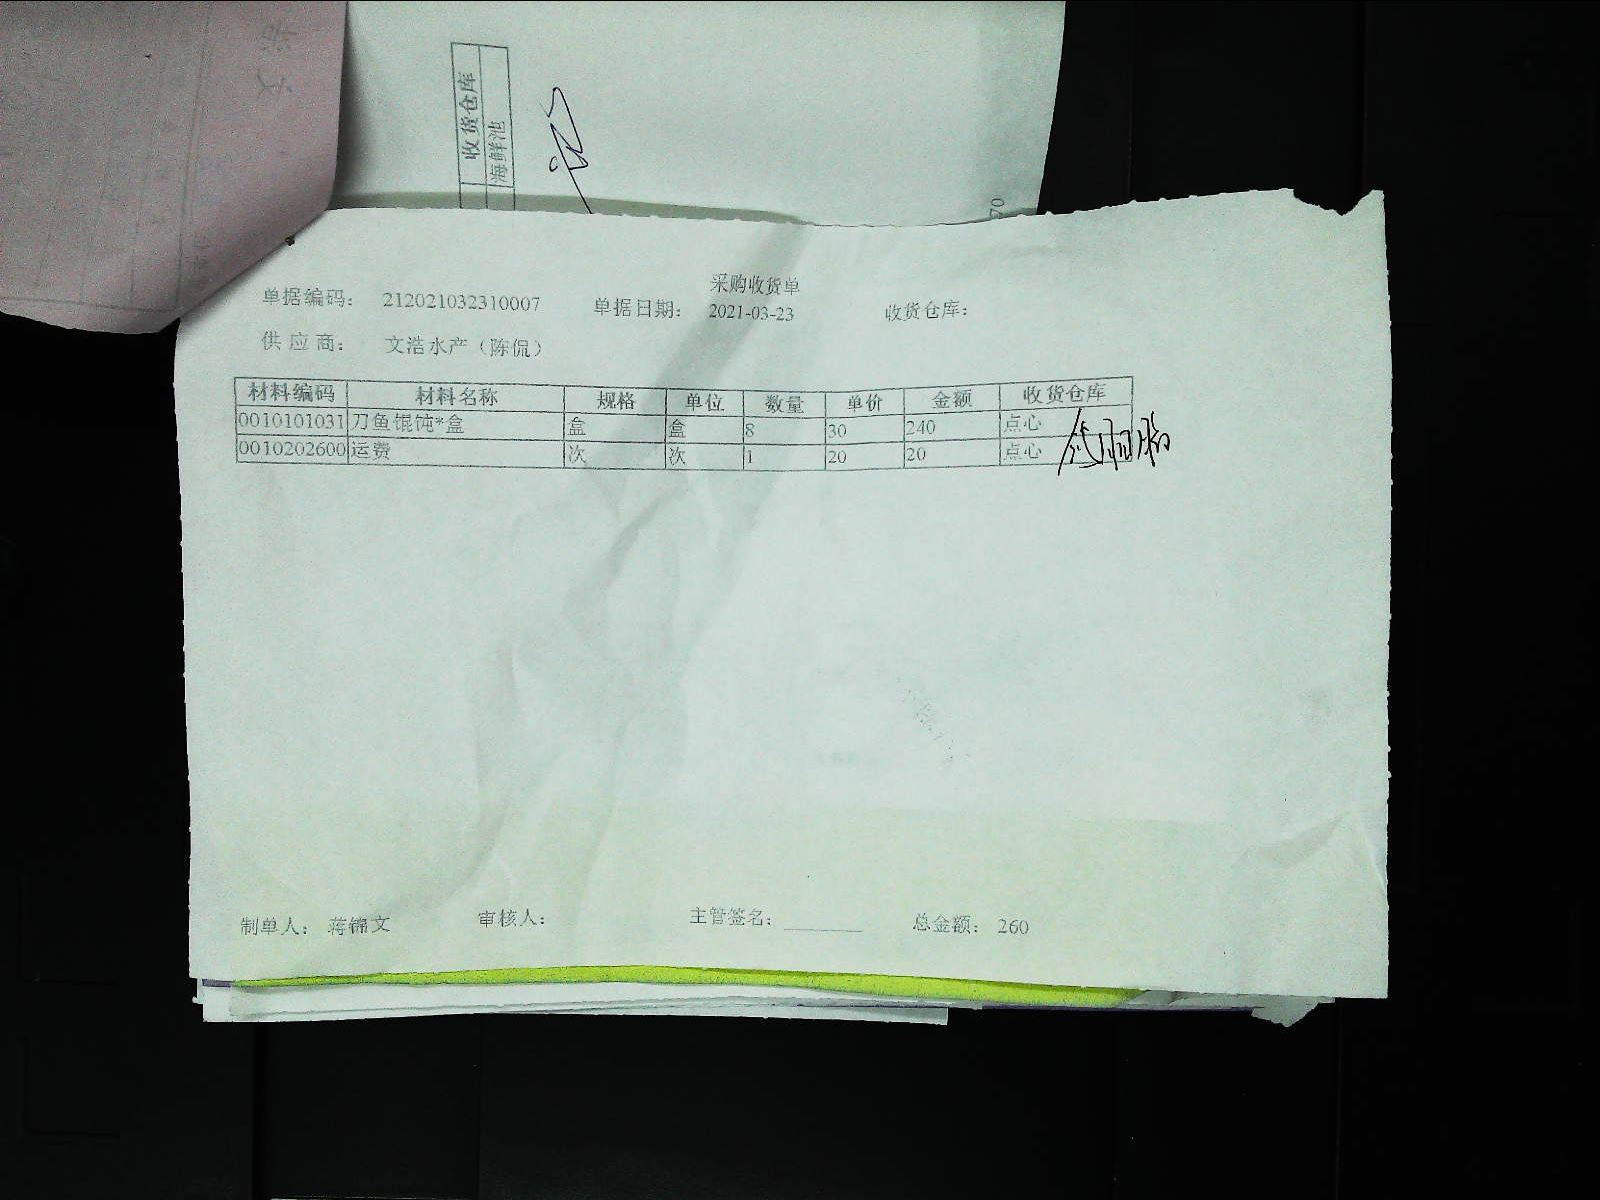 收货仓库
海鲜池
70
采购收货单
单据编码： 212021032310007 单据日期： 2021-03-23 收货仓库：
供应商： 文浩水产（陈侃）
材料编码 材料名称 规格 单位 数量 单价 金额 收货仓库
0010101031 刀鱼馄饨*盒 盒 盒 8 30 240 点心
0010202600 运费 次 次 1 20 20 点心
制单人： 蒋锦文 审核人： 主管签名：________ 总金额： 260